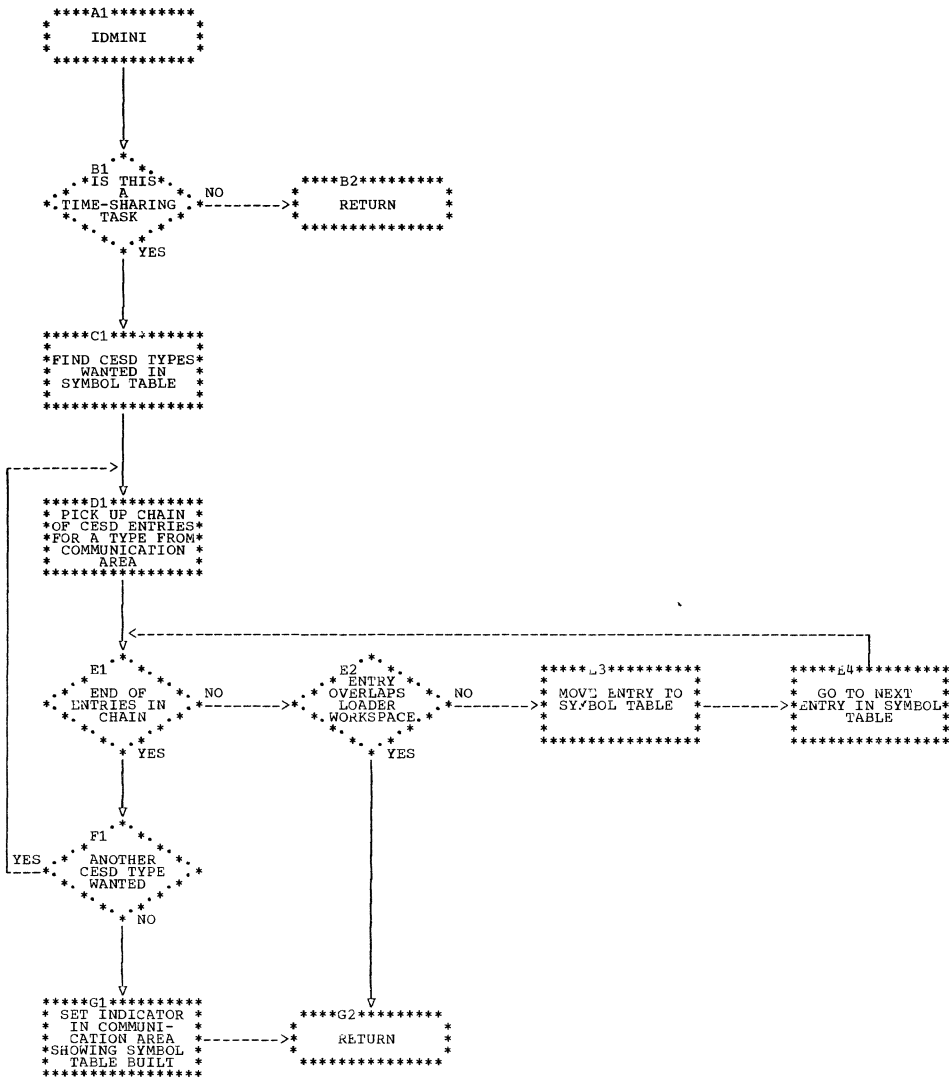 A1
IDMINI
B1
IS THIS
A
TIME-SHARING
TASK
NO
YES
B2
RETURN
C1
FIND CESD TYPES
WANTED IN
SYMBOL TABLE
D1
PICK UP CHAIN
OF CESD ENTRIES
FOR A TYPE FROM
COMMUNICATION
AREA
E1
END OF
ENTRIES IN
CHAIN
NO
YES
E2
ENTRY
OVERLAPS
LOADER
WORKSPACE
NO
YES
E3
MOVE ENTRY TO
SYMBOL TABLE
E4
GO TO NEXT
ENTRY IN SYMBOL
TABLE
F1
YES
ANOTHER
CESD TYPE
WANTED
NO
G1
SET INDICATOR
IN COMMUNI-
CATION AREA
SHOWING SYMBOL
TABLE BUILT
G2
RETURN